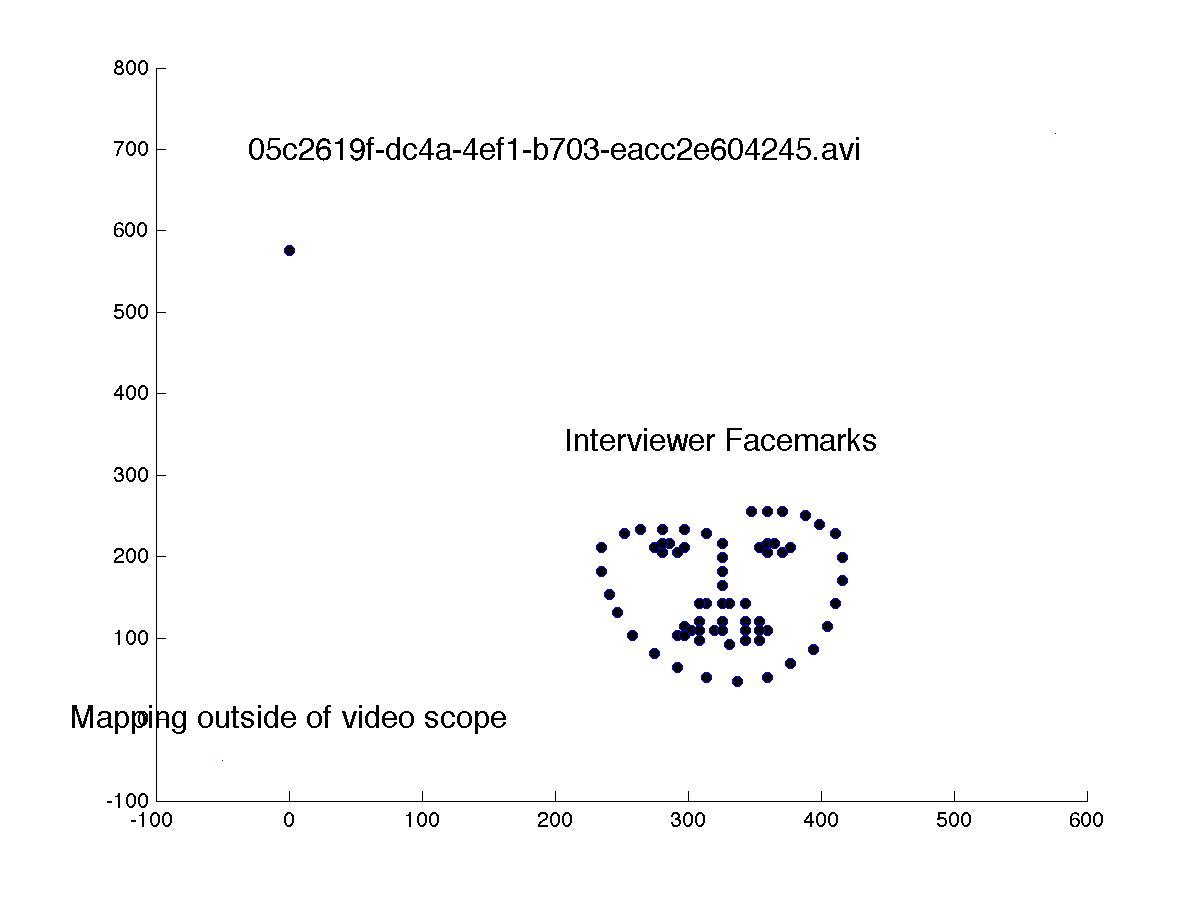 800
700
05c2619f-dc4a-4ef1-b703-eacc2e604245.avi
600
500
400
Interviewer Facemarks
300
200
100
0
Mapping outside of video scope
-100
-100 0 100 200 300 400 500 600